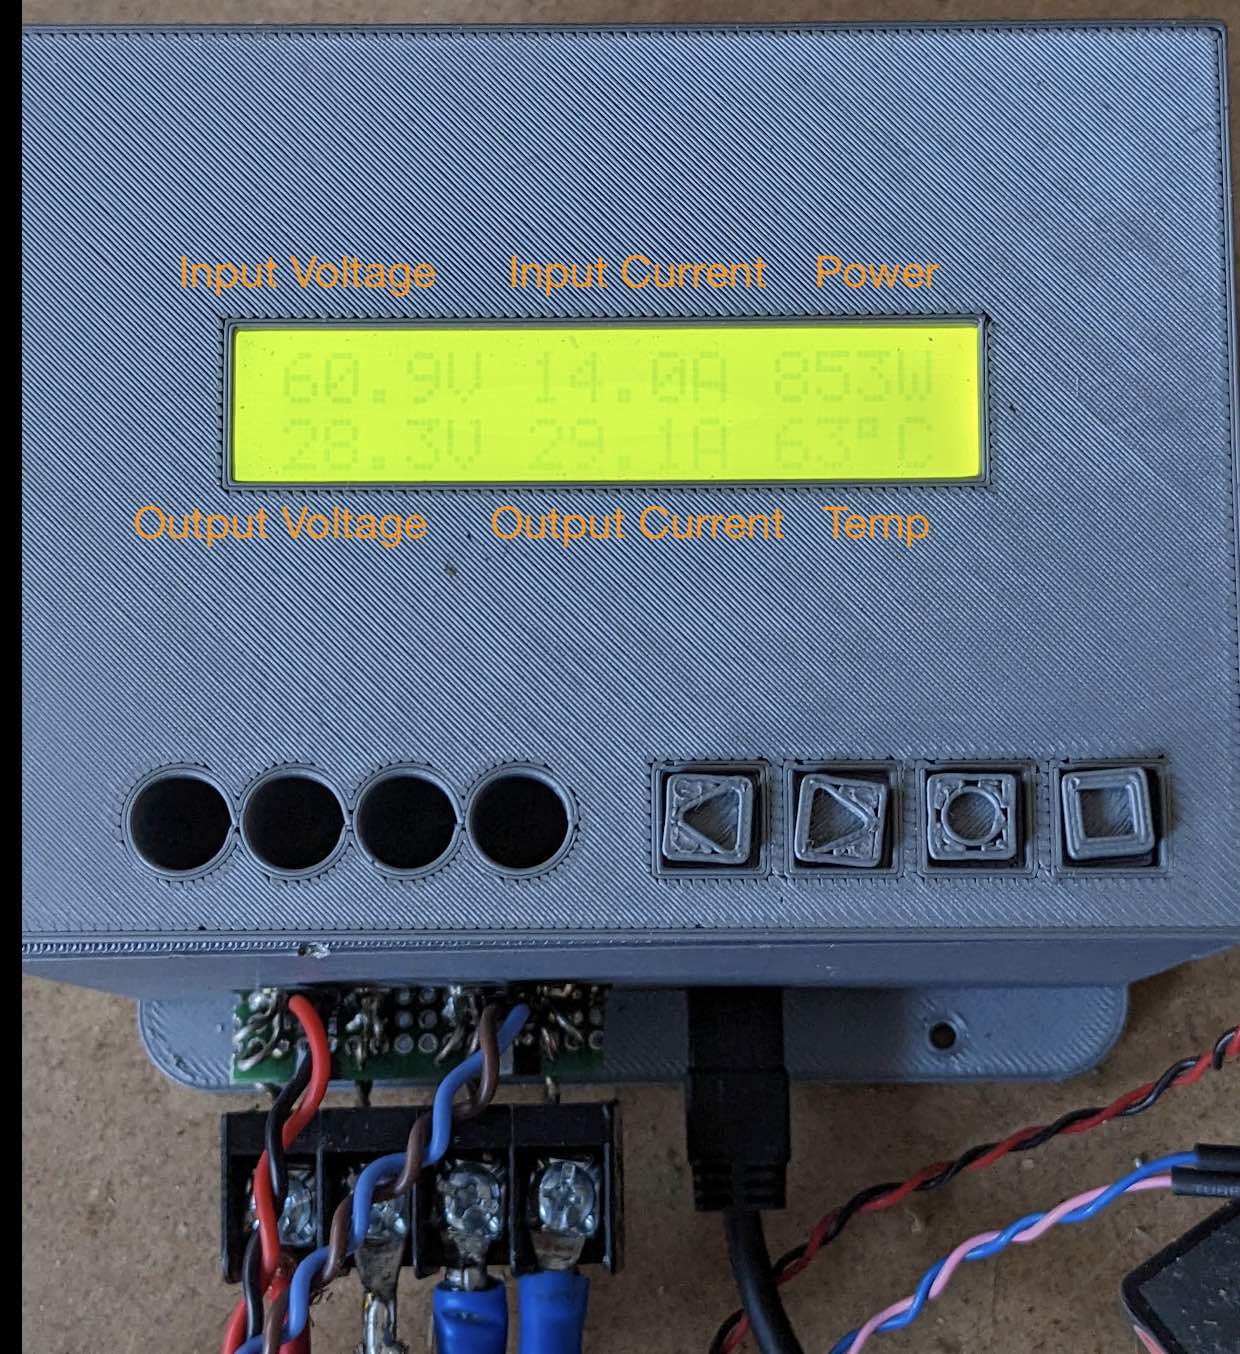 Input Voltage Input Current Power
60.9V 14.0A 853W
28.3V 29.1A 63°C
Output Voltage Output Current Temp